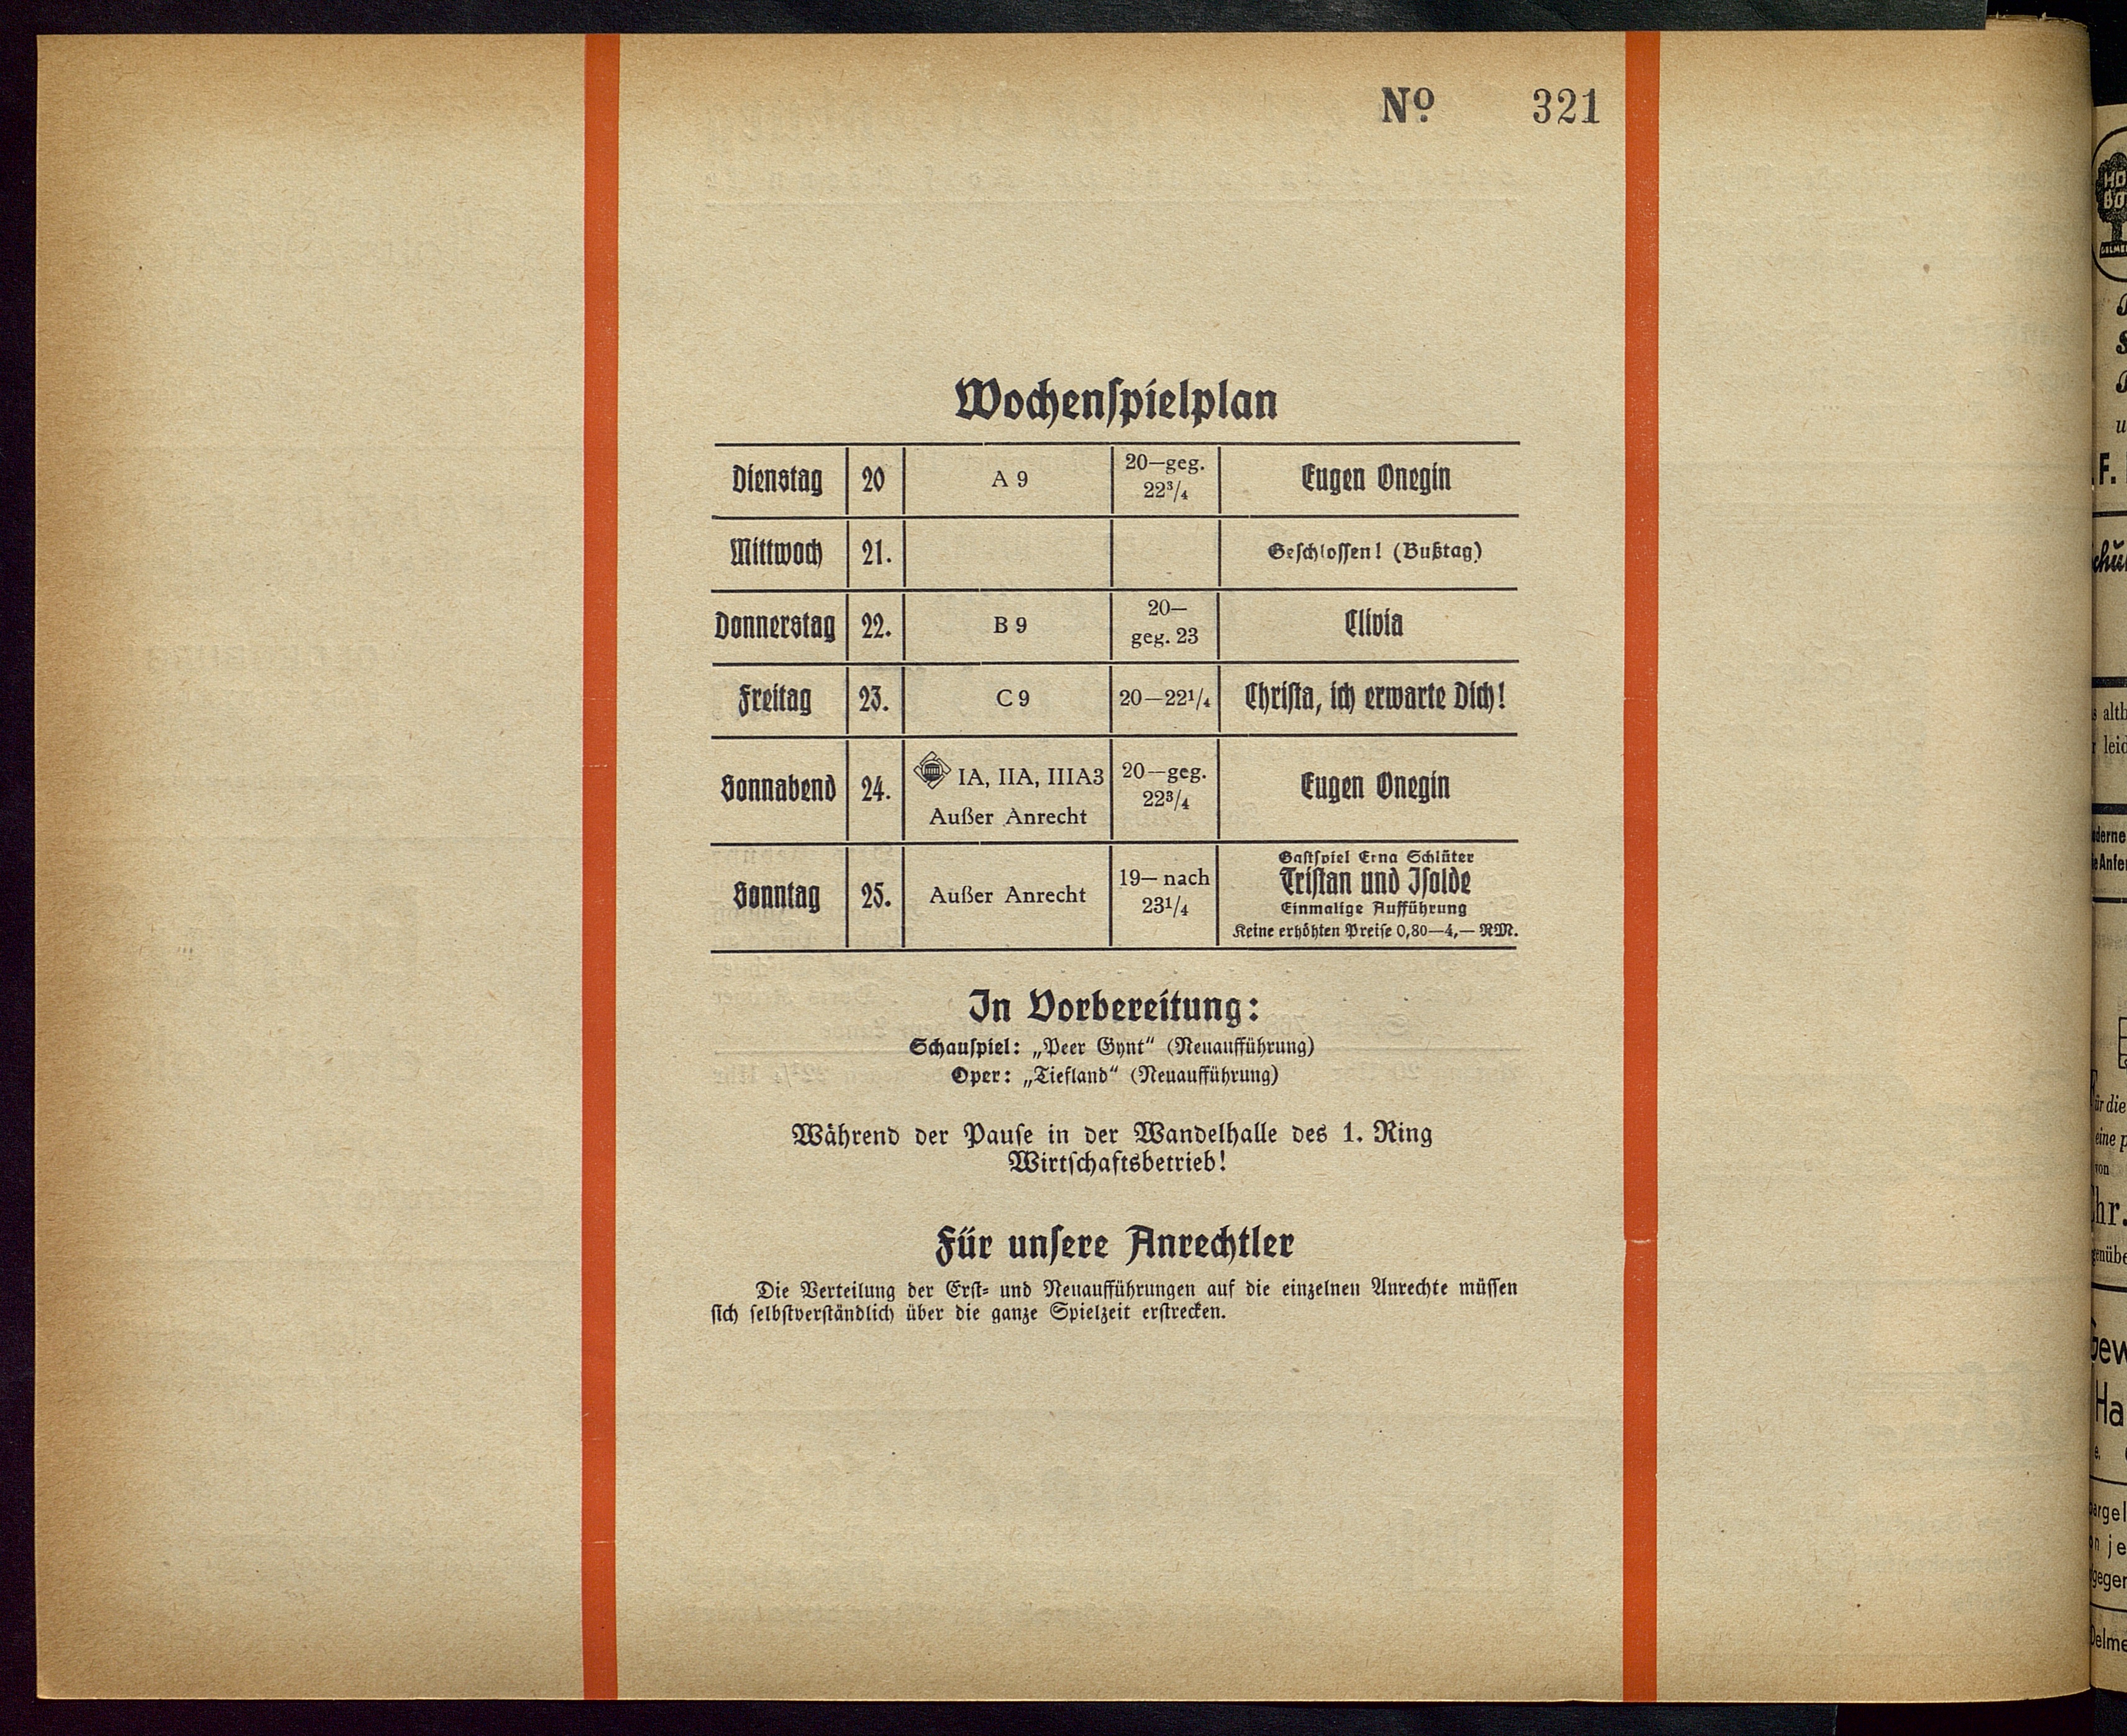 No. 321
Wochenspielplan
Dienstag 20 A 9 20—geg. 22³/₄ Eugen Onegin
Mittwoch 21. Geschlossen! (Bußtag)
Donnerstag 22. B 9 20— geg. 23 Clivia
Freitag 23. C 9 20—22¹/₄ Christa, ich erwarte Dich!
Sonnabend 24. IA, IIA, IIIA3 Außer Anrecht 20—geg. 22³/₄ Eugen Onegin
Sonntag 25. Außer Anrecht 19— nach 23¹/₄ Gastspiel Erna Schlüter
Tristan und Isolde
Einmalige Aufführung
Keine erhöhten Preise 0,80—4,— RM.
In Vorbereitung:
Schauspiel: „Peer Gynt“ (Neuaufführung)
Oper: „Tiefland“ (Neuaufführung)
Während der Pause in der Wandelhalle des 1. Ring
Wirtschaftsbetrieb!
Für unsere Anrechtler
Die Verteilung der Erst- und Neuaufführungen auf die einzelnen Anrechte müssen
sich selbstverständlich über die ganze Spielzeit erstrecken.